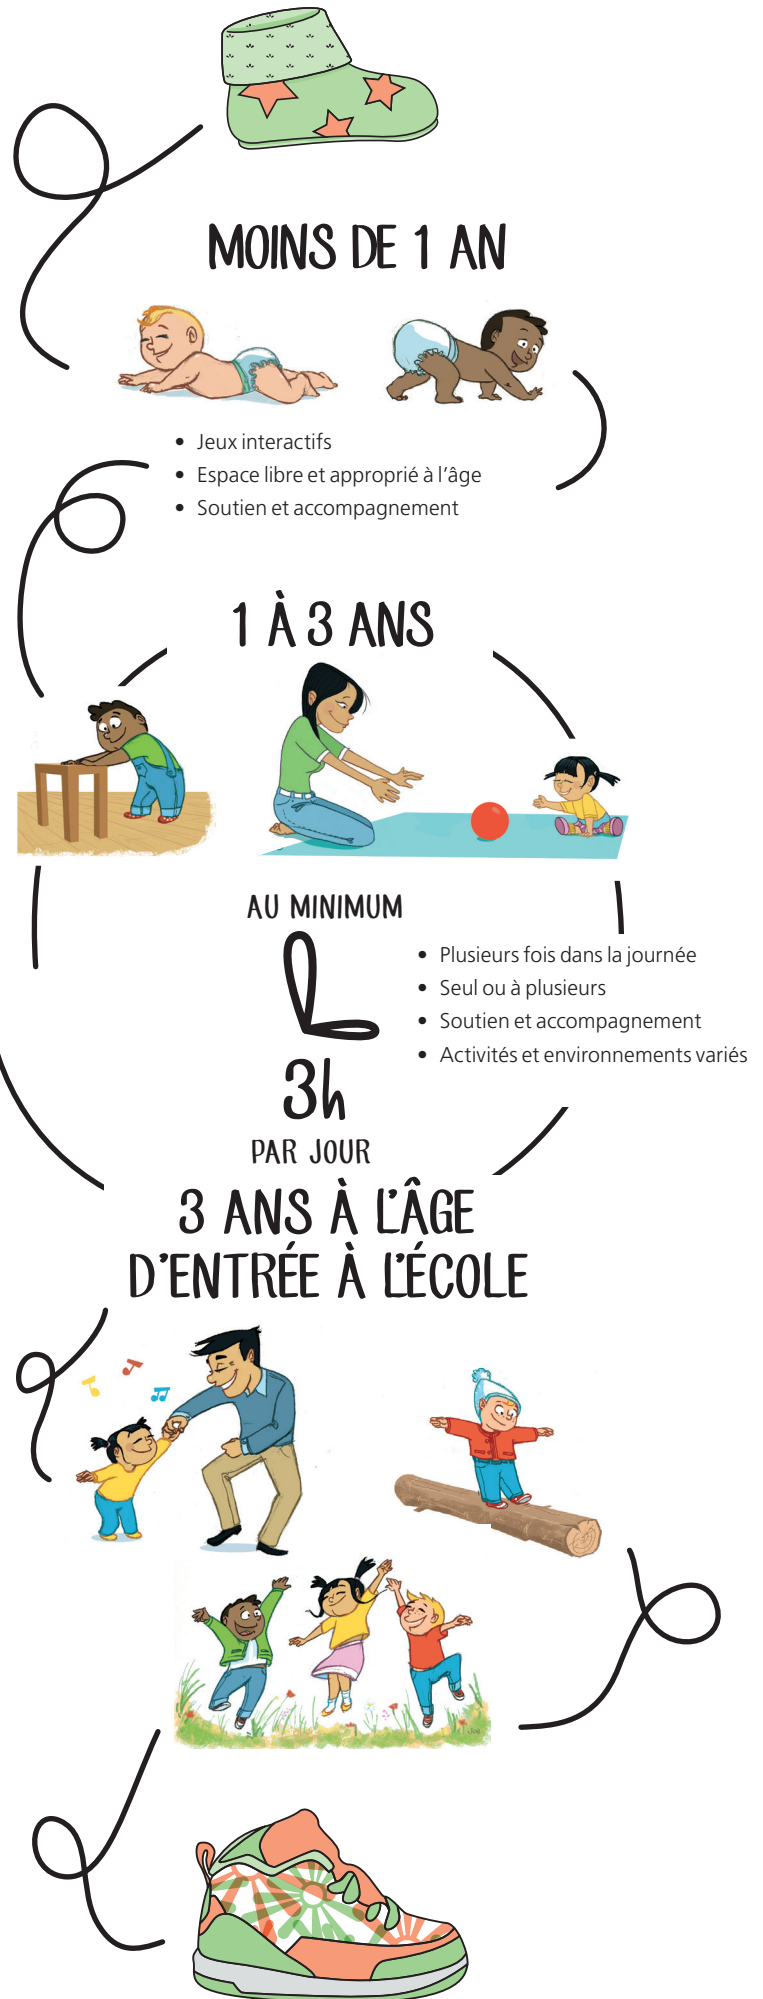 MOINS DE 1 AN
• Jeux interactifs
• Espace libre et approprié à l'âge
• Soutien et accompagnement
1 À 3 ANS
AU MINIMUM
3h
PAR JOUR
• Plusieurs fois dans la journée
• Seul ou à plusieurs
• Soutien et accompagnement
• Activités et environnements variés
3 ANS À L'ÂGE
D'ENTRÉE À L'ÉCOLE